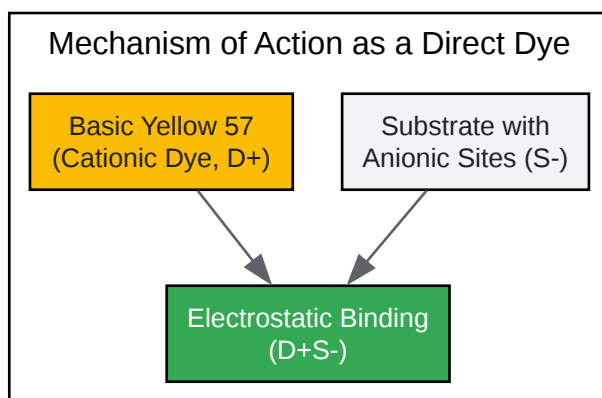 Mechanism of Action as a Direct Dye
Basic Yellow 57
(Cationic Dye, D+)
Substrate with
Anionic Sites (S-)
Electrostatic Binding
(D+S-)